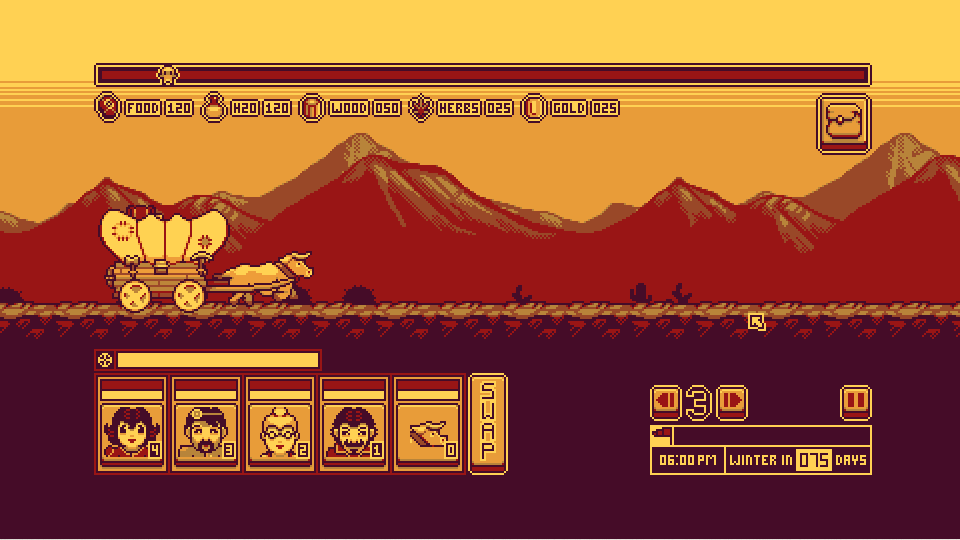 FOOD 120 H2O 120 WOOD 050 HERBS 025 L GOLD 025
SWAP
4 3 2 1 0
3
06:00 PM WINTER IN 075 DAYS